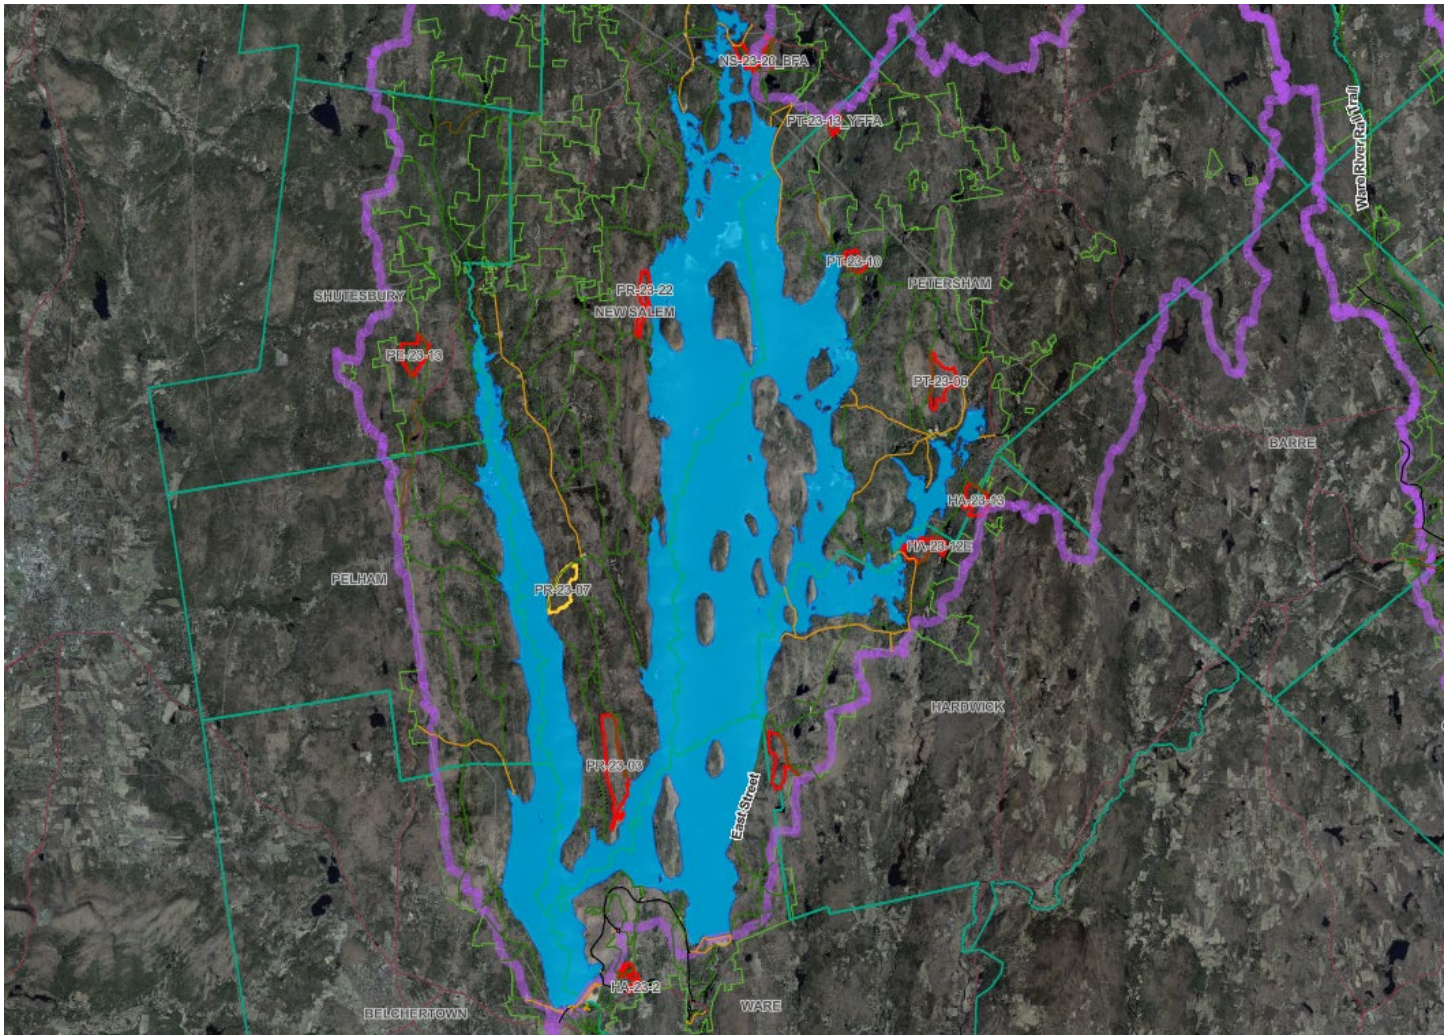 NS-23-20_BFA
PT-23-13_YFFA
Ware River Rail Trail
PT-23-10
PETERSHAM
SHUTESBURY
PR-23-22
NEW SALEM
PE-23-13
PT-23-06
BARRE
HA-23-13
HA-23-12E
PELHAM
PR-23-07
HARDWICK
PR-23-03
East Street
HA-23-2
BELCHERTOWN
WARE